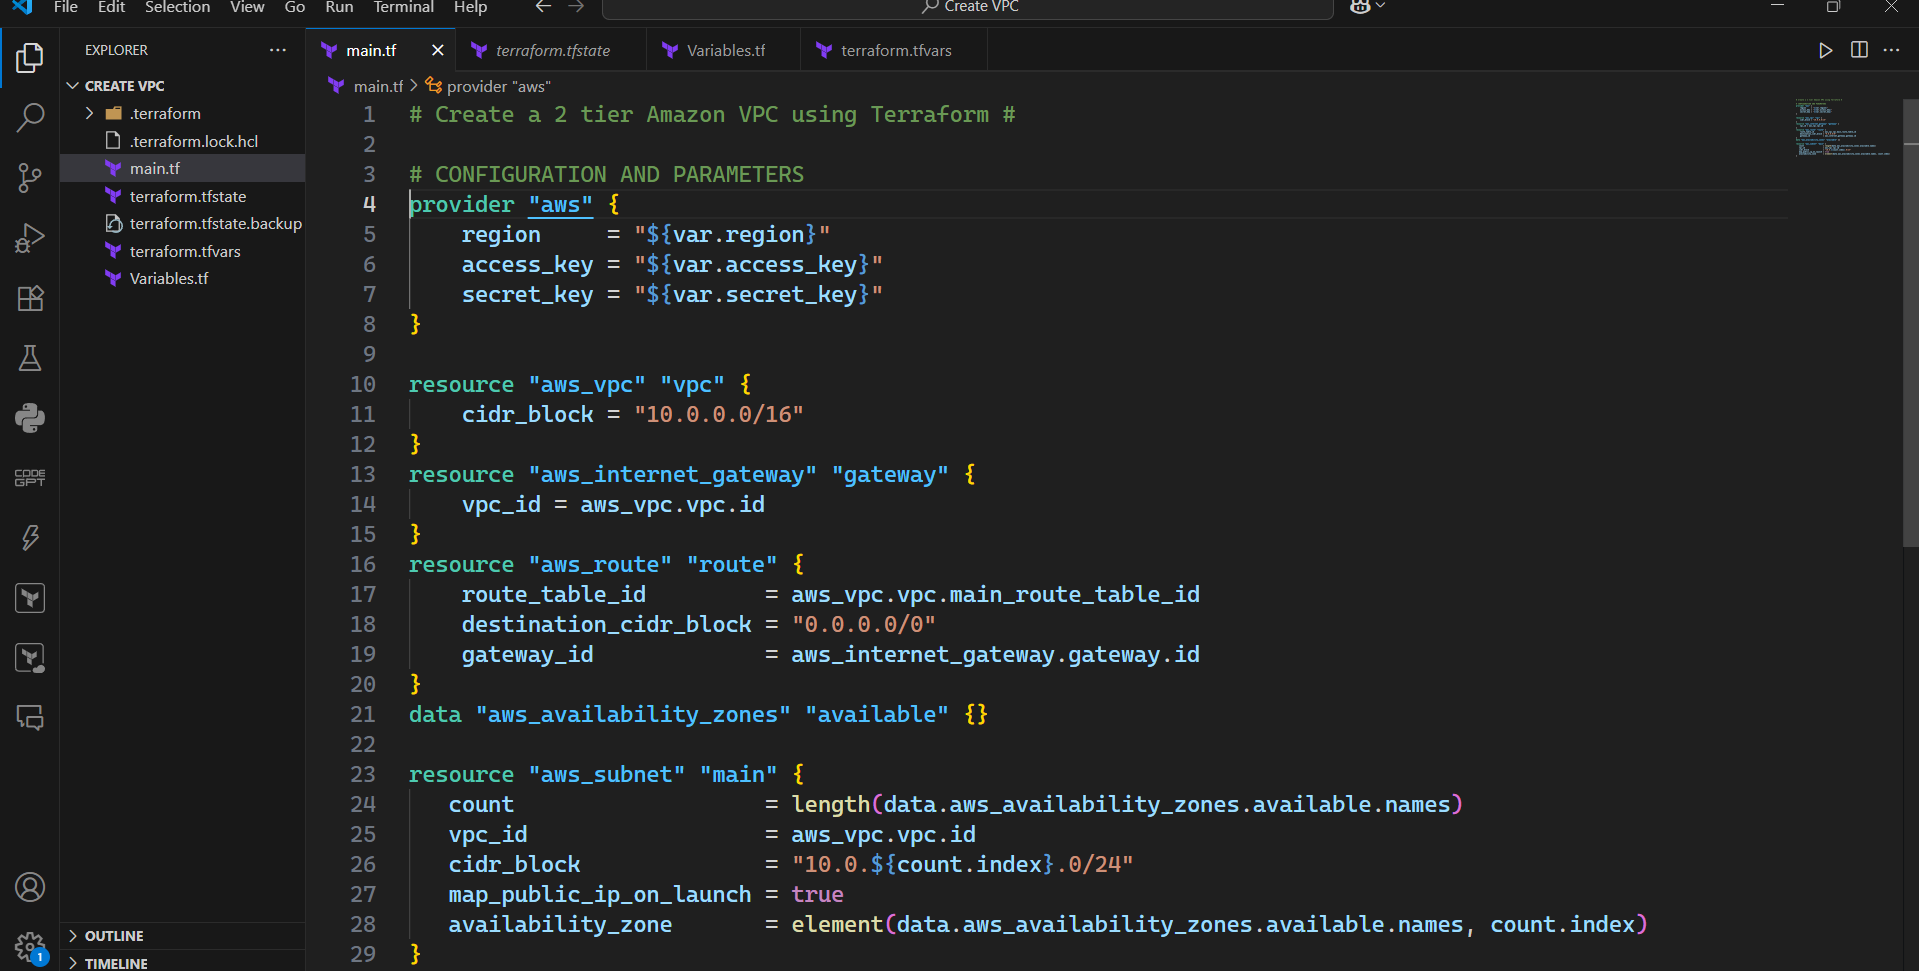 File Edit Selection View Go Run Terminal Help
Create VPC
EXPLORER
main.tf
terraform.tfstate
Variables.tf
terraform.tfvars
CREATE VPC
.terraform
.terraform.lock.hcl
main.tf
terraform.tfstate
terraform.tfstate.backup
terraform.tfvars
Variables.tf
OUTLINE
TIMELINE
CODE
GPT
1
main.tf > provider "aws"
1 # Create a 2 tier Amazon VPC using Terraform #
2
3 # CONFIGURATION AND PARAMETERS
4 provider "aws" {
5     region     = "${var.region}"
6     access_key = "${var.access_key}"
7     secret_key = "${var.secret_key}"
8 }
9
10 resource "aws_vpc" "vpc" {
11     cidr_block = "10.0.0.0/16"
12 }
13 resource "aws_internet_gateway" "gateway" {
14     vpc_id = aws_vpc.vpc.id
15 }
16 resource "aws_route" "route" {
17     route_table_id         = aws_vpc.vpc.main_route_table_id
18     destination_cidr_block = "0.0.0.0/0"
19     gateway_id             = aws_internet_gateway.gateway.id
20 }
21 data "aws_availability_zones" "available" {}
22
23 resource "aws_subnet" "main" {
24    count                   = length(data.aws_availability_zones.available.names)
25    vpc_id                  = aws_vpc.vpc.id
26    cidr_block              = "10.0.${count.index}.0/24"
27    map_public_ip_on_launch = true
28    availability_zone       = element(data.aws_availability_zones.available.names, count.index)
29 }